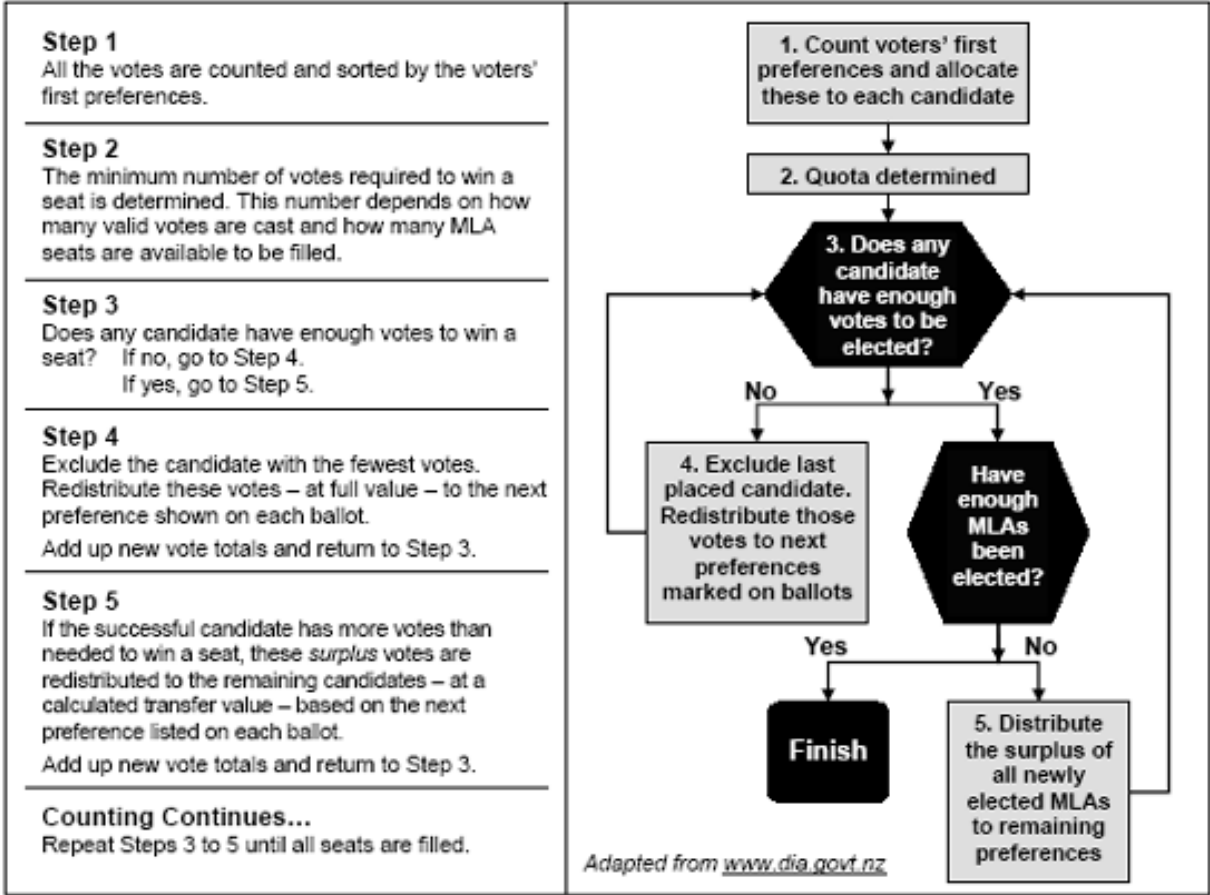 Step 1
All the votes are counted and sorted by the voters'
first preferences.
Step 2
The minimum number of votes required to win a
seat is determined. This number depends on how
many valid votes are cast and how many MLA
seats are available to be filled.
Step 3
Does any candidate have enough votes to win a
seat? If no, go to Step 4.
If yes, go to Step 5.
Step 4
Exclude the candidate with the fewest votes.
Redistribute these votes – at full value – to the next
preference shown on each ballot.
Add up new vote totals and return to Step 3.
Step 5
If the successful candidate has more votes than
needed to win a seat, these surplus votes are
redistributed to the remaining candidates – at a
calculated transfer value – based on the next
preference listed on each ballot.
Add up new vote totals and return to Step 3.
Counting Continues...
Repeat Steps 3 to 5 until all seats are filled.
1. Count voters' first
preferences and allocate
these to each candidate
2. Quota determined
3. Does any
candidate
have enough
votes to be
elected?
No
Yes
4. Exclude last
placed candidate.
Redistribute those
votes to next
preferences
marked on ballots
Have
enough
MLAs
been
elected?
Yes
No
Finish
5. Distribute
the surplus of
all newly
elected MLAs
to remaining
preferences
Adapted from www.dia.govt.nz